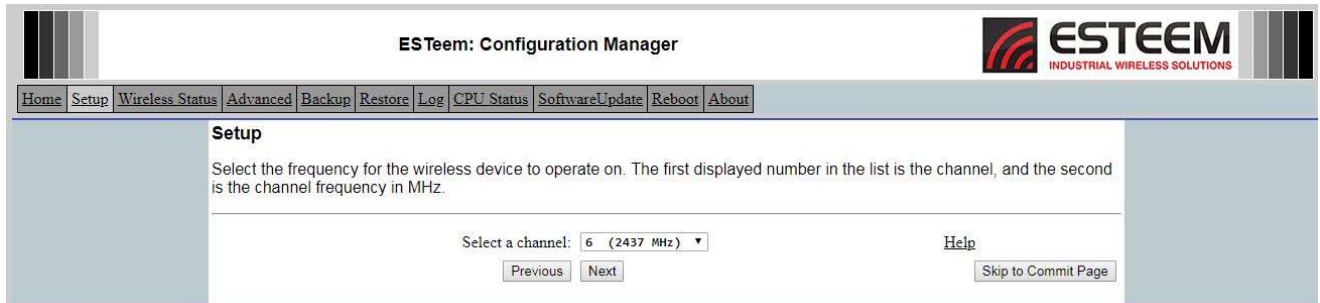 ESTeem: Configuration Manager
ESTEEM
INDUSTRIAL WIRELESS SOLUTIONS
Home Setup Wireless Status Advanced Backup Restore Log CPU Status SoftwareUpdate Reboot About
Setup
Select the frequency for the wireless device to operate on. The first displayed number in the list is the channel, and the second
is the channel frequency in MHz.
Select a channel: 6 (2437 MHz) Help
Previous Next Skip to Commit Page